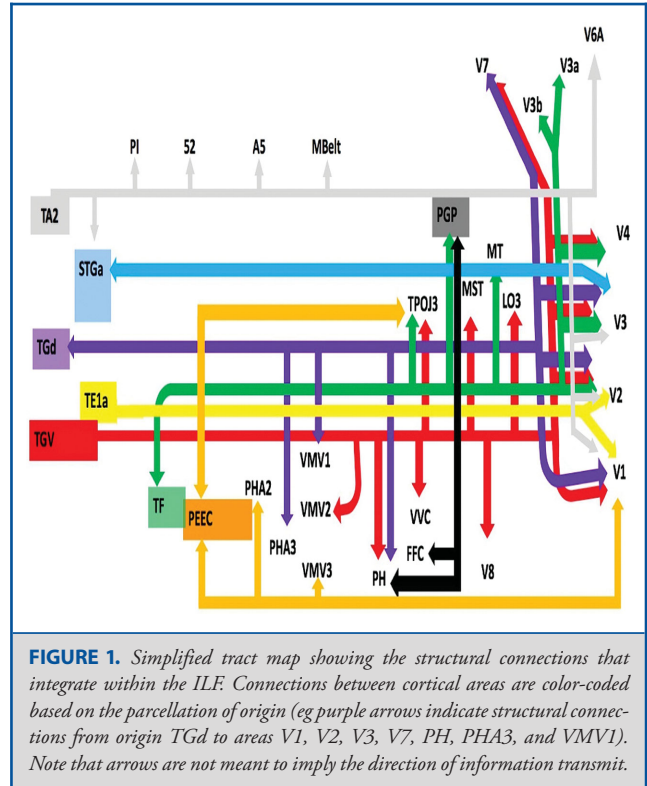 V6A
V7
V3a
V3b
PI
52
A5
MBelt
TA2
PGP
V4
STGa
MT
MST
LO3
TPOJ3
V3
TGd
TE1a
V2
TGV
VMV1
V1
PHA2
VMV2
TF
PEEC
VVC
PHA3
FFC
VMV3
PH
V8
FIGURE 1. Simplified tract map showing the structural connections that
integrate within the ILF. Connections between cortical areas are color-coded
based on the parcellation of origin (eg purple arrows indicate structural connec-
tions from origin TGd to areas V1, V2, V3, V7, PH, PHA3, and VMV1).
Note that arrows are not meant to imply the direction of information transmit.